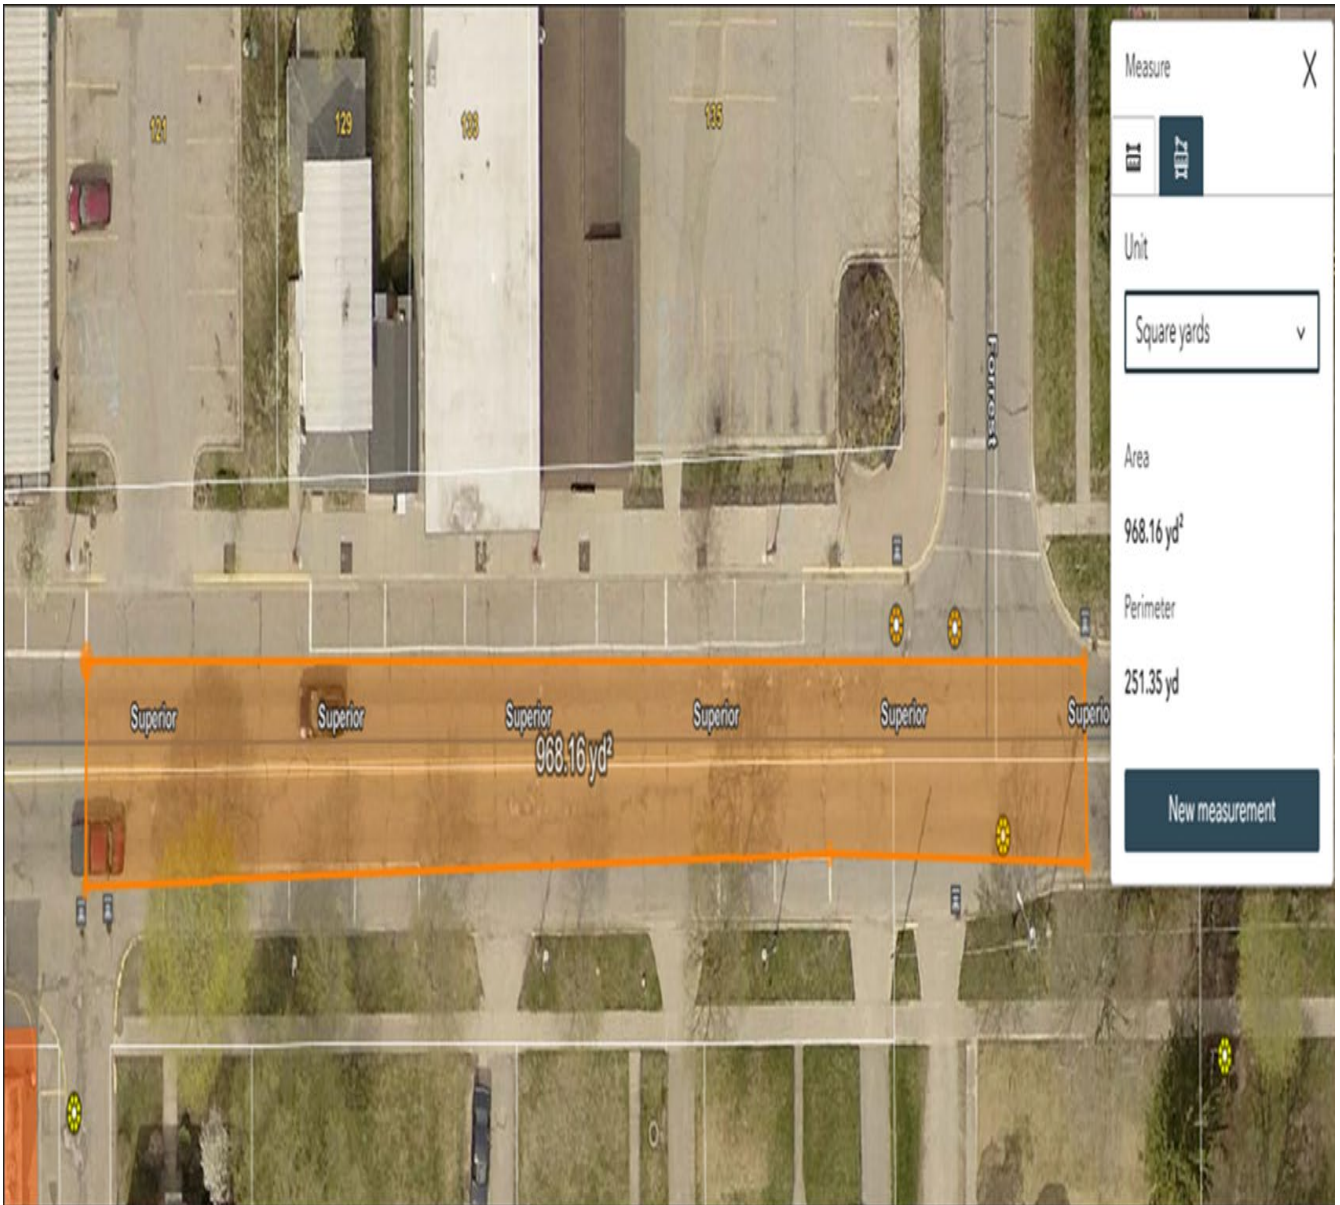 121
129
133
135
Forrest
Superior
Superior
Superior
Superior
Superior
Superio
968.16 yd²
Measure
X
Unit
Square yards
Area
968.16 yd²
Perimeter
251.35 yd
New measurement